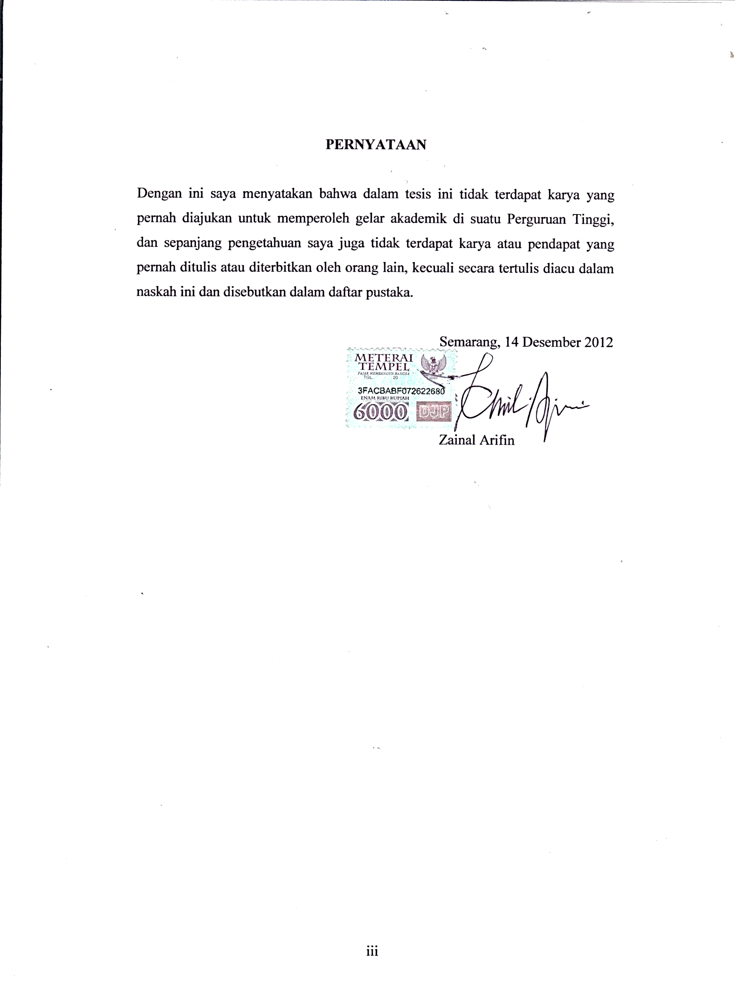 PERNYATAAN
Dengan ini saya menyatakan bahwa dalam tesis ini tidak terdapat karya yang
pernah diajukan untuk memperoleh gelar akademik di suatu Perguruan Tinggi,
dan sepanjang pengetahuan saya juga tidak terdapat karya atau pendapat yang
pernah ditulis atau diterbitkan oleh orang lain, kecuali secara tertulis diacu dalam
naskah ini dan disebutkan dalam daftar pustaka.
Semarang, 14 Desember 2012
METERAI
TEMPEL
PAJAK MEMBANGUN BANGSA
TGL. 20
3FACBABF072622680
ENAM RIBU RUPIAH
6000 DJP
Zainal Arifin
iii